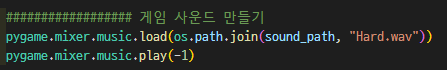 ################# 게임 사운드 만들기
pygame.mixer.music.load(os.path.join(sound_path, "Hard.wav"))
pygame.mixer.music.play(-1)